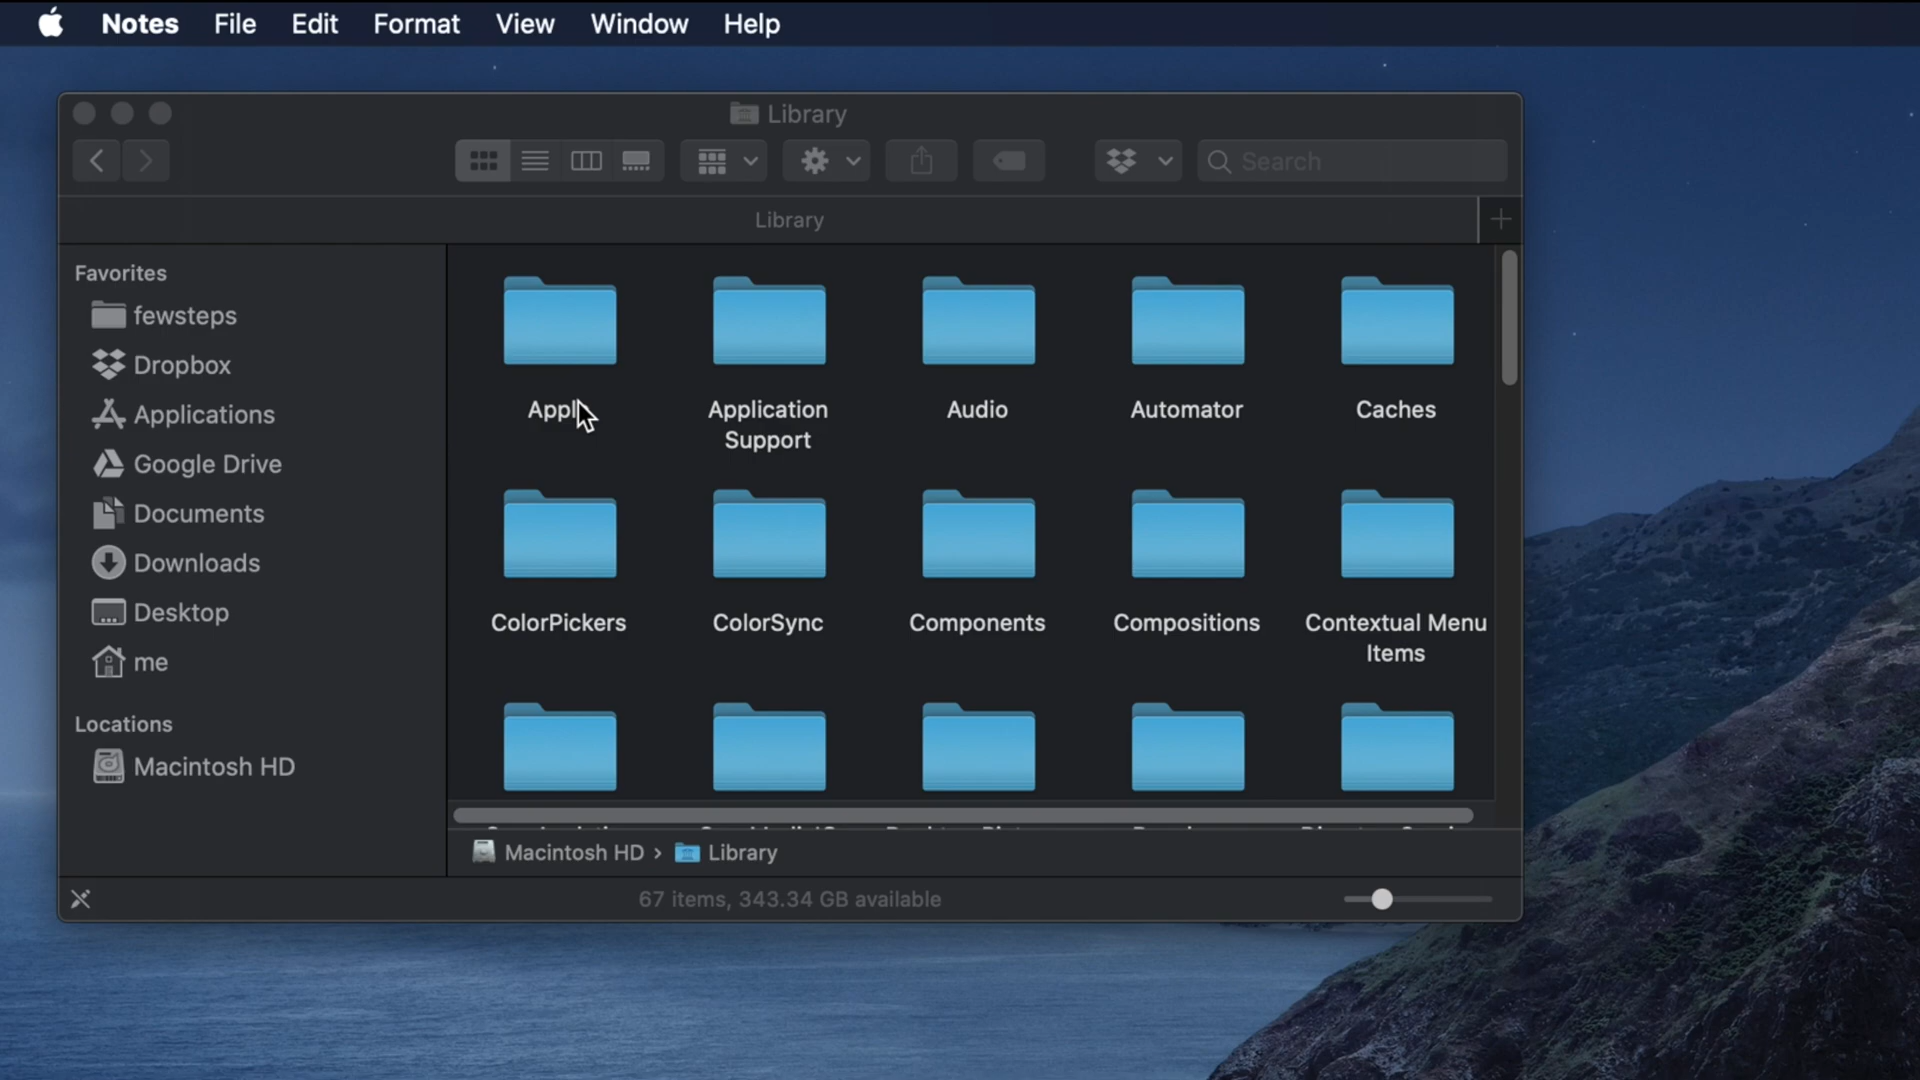 Notes File Edit Format View Window Help
Library
Search
Library
Favorites
fewsteps
Dropbox
Applications
Google Drive
Documents
Downloads
Desktop
me
Locations
Macintosh HD
Application Audio Automator Caches
Support
ColorPickers ColorSync Components Compositions Contextual Menu
Items
Macintosh HD › Library
67 items, 343.34 GB available